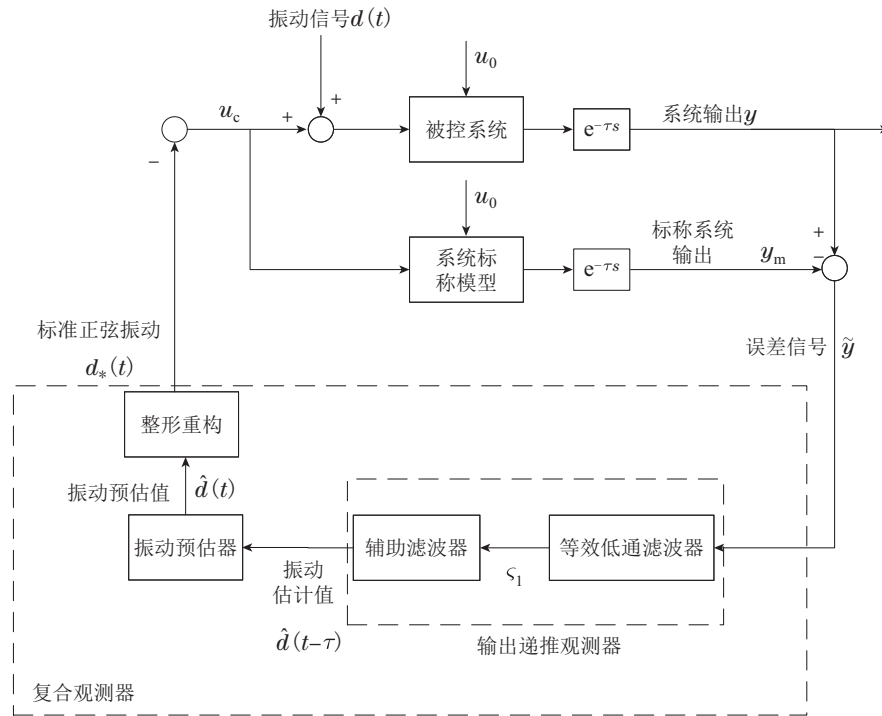 振动信号d(t)
u₀
+
u_c
+
被控系统
e^{-τs}
系统输出y
−
u₀
+
系统标
称模型
e^{-τs}
标称系统
输出
y_m
−
标准正弦振动
d_*(t)
误差信号 ỹ
整形重构
振动预估值
d̂(t)
振动预估器
辅助滤波器
等效低通滤波器
振动
估计值
ς₁
d̂(t−τ)
输出递推观测器
复合观测器